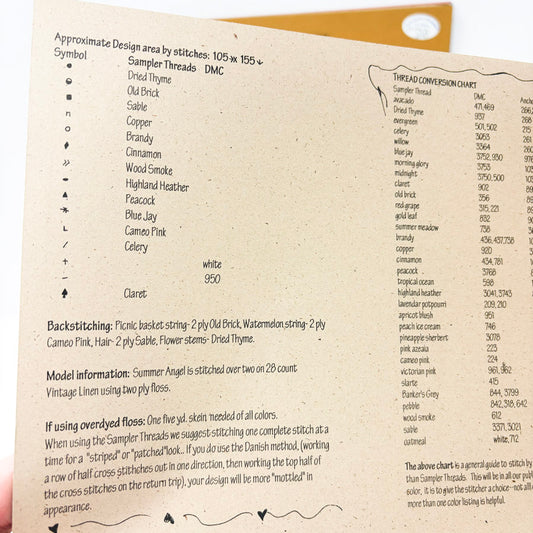 Approximate Design area by stitches: 105→x 155↓
Symbol Sampler Threads DMC
Dried Thyme
Old Brick
Sable
Copper
Brandy
Cinnamon
Wood Smoke
Highland Heather
Peacock
Blue Jay
Cameo Pink
Celery
white
950
Claret
Backstitching: Picnic basket string- 2 ply Old Brick, Watermelon string- 2 ply
Cameo Pink, Hair- 2 ply Sable, Flower stems- Dried Thyme.
Model information: Summer Angel is stitched over two on 28 count
Vintage Linen using two ply floss.
If using overdyed floss: One five yd. skein needed of all colors.
When using the Sampler Threads we suggest stitching one complete stitch at a
time for a "striped" or "patched"look.. If you do use the Danish method, (working
a row of half cross stithches out in one direction, then working the top half of
the cross stitches on the return trip), your design will be more "mottled" in
appearance.
THREAD CONVERSION CHART
Sampler Thread DMC
avacado 471,469
Dried Thyme 937
evergreen 501,502
celery 3053
willow 3364
blue jay 3752, 930
morning glory 3753
midnight 3750,500
claret 902
old brick 356
red grape 315,221
gold leaf 832
summer meadow 738
brandy 436,437,738
copper 920
cinnamon 434,781
peacock 3768
tropical ocean 598
highland heather 3041,3743
lavendar potpourri 209, 210
apricot blush 951
peach ice cream 746
pineapple sherbert 3078
pink azeaia 223
cameo pink 224
victorian pink 961, 962
slarte 415
Banker's Grey 844, 3799
pebble 842,318, 642
wood smoke 612
sable 3371,3021
oatmeal white,712
The above chart is a general guide to stitch by
than Sampler Threads. This will be in all our
color, it is to give the stitcher a choice--not all
more than one color listing is helpful.